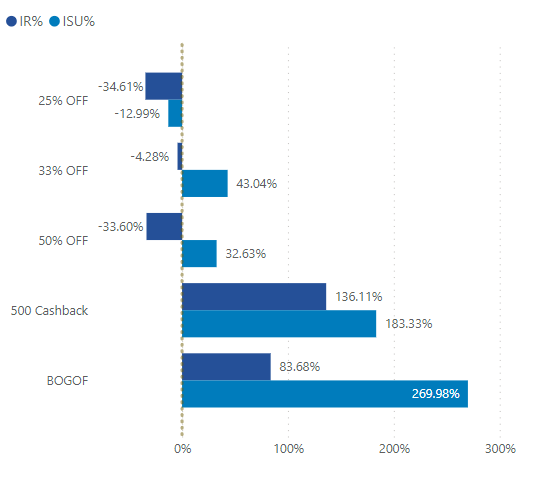 IR% ISU%
-34.61%
25% OFF
-12.99%
-4.28%
33% OFF
43.04%
-33.60%
50% OFF
32.63%
136.11%
500 Cashback
183.33%
83.68%
BOGOF
269.98%
0% 100% 200% 300%